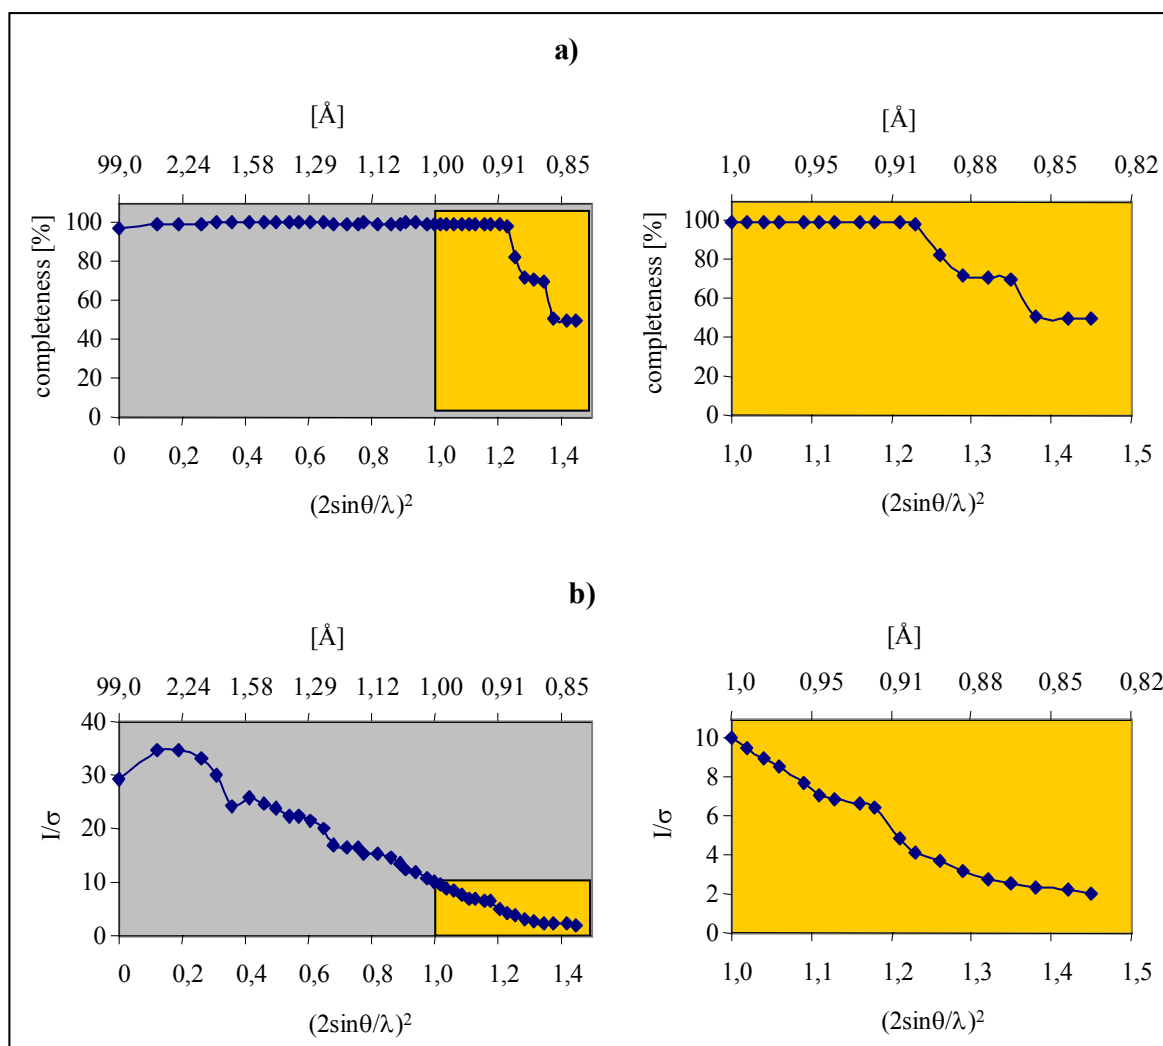 a)
[Å]
99,0 2,24 1,58 1,29 1,12 1,00 0,91 0,85
completeness [%]
100
80
60
40
20
0
0 0,2 0,4 0,6 0,8 1,0 1,2 1,4
(2sinθ/λ)²
[Å]
1,0 0,95 0,91 0,88 0,85 0,82
completeness [%]
100
80
60
40
20
0
1,0 1,1 1,2 1,3 1,4 1,5
(2sinθ/λ)²
b)
[Å]
99,0 2,24 1,58 1,29 1,12 1,00 0,91 0,85
I/σ
40
30
20
10
0
0 0,2 0,4 0,6 0,8 1,0 1,2 1,4
(2sinθ/λ)²
[Å]
1,0 0,95 0,91 0,88 0,85 0,82
I/σ
10
8
6
4
2
0
1,0 1,1 1,2 1,3 1,4 1,5
(2sinθ/λ)²